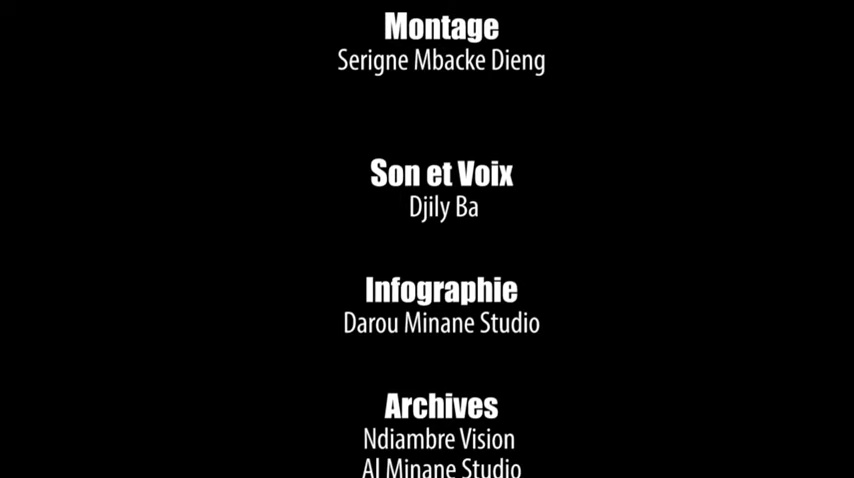 Montage
Serigne Mbacke Dieng
Son et Voix
Djily Ba
Infographie
Darou Minane Studio
Archives
Ndiambre Vision
Al Minane Studio